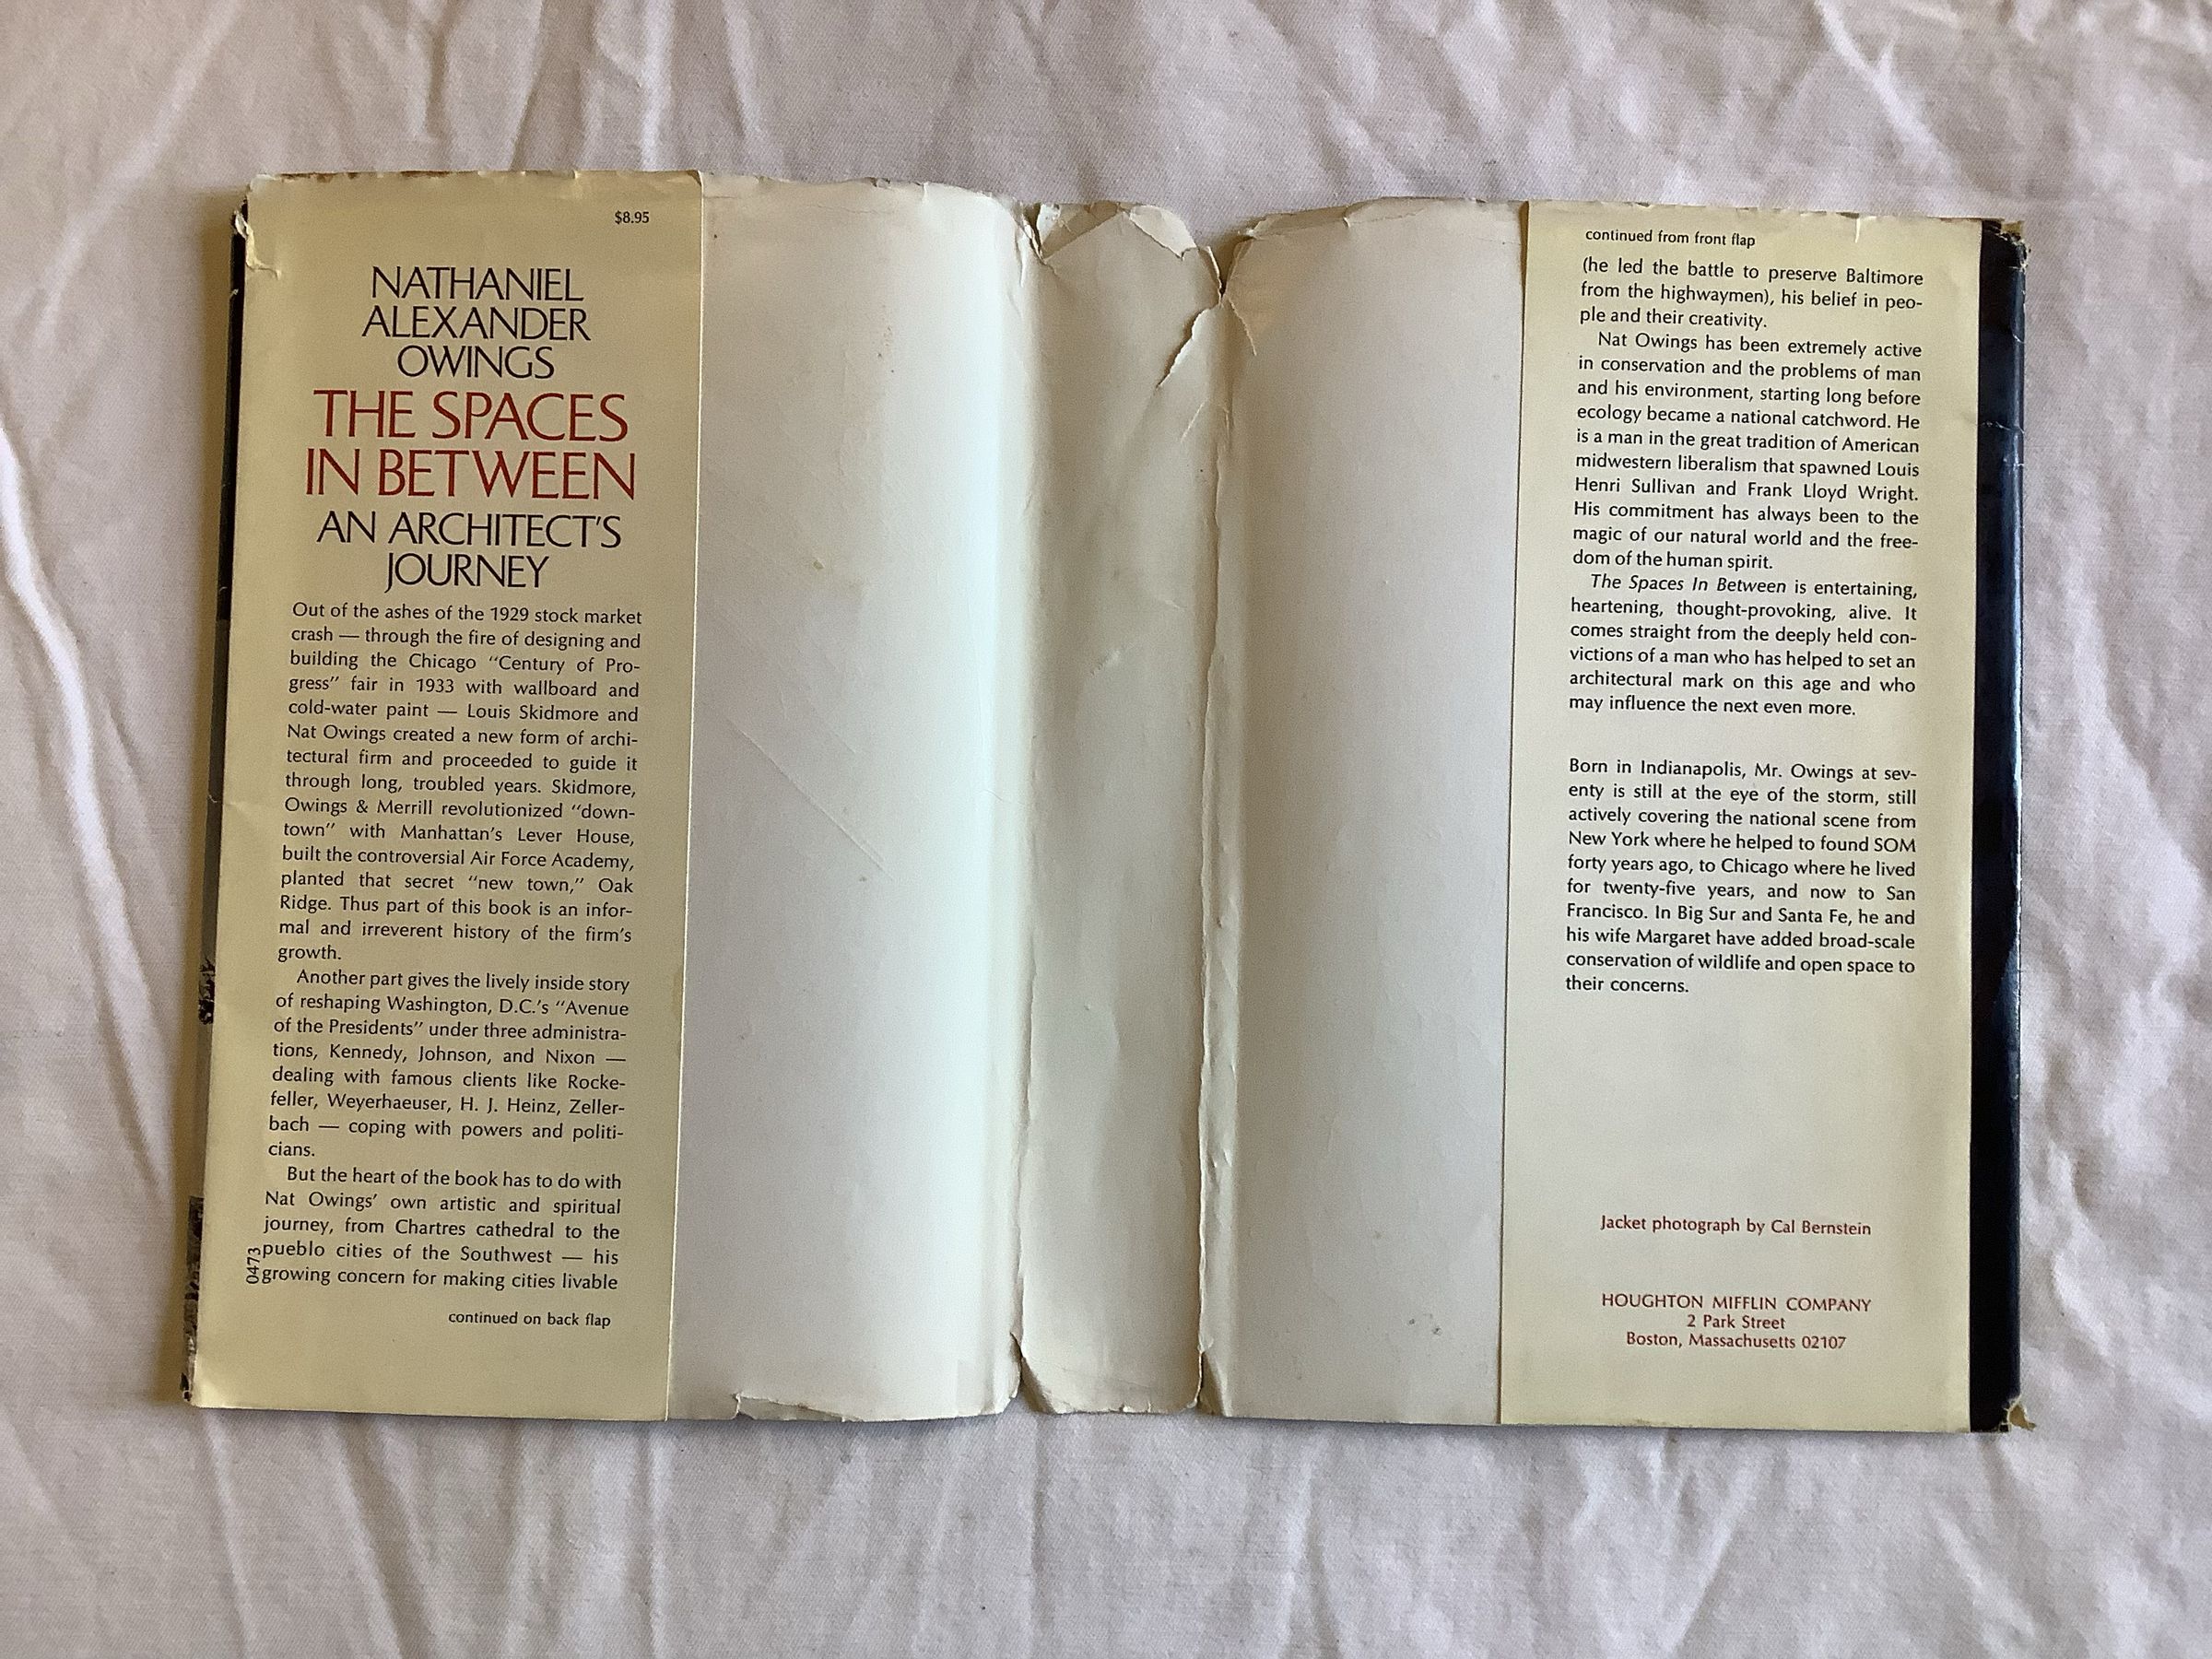 $8.95
NATHANIEL
ALEXANDER
OWINGS
THE SPACES
IN BETWEEN
AN ARCHITECT'S
JOURNEY
Out of the ashes of the 1929 stock market
crash — through the fire of designing and
building the Chicago "Century of Pro-
gress" fair in 1933 with wallboard and
cold-water paint — Louis Skidmore and
Nat Owings created a new form of archi-
tectural firm and proceeded to guide it
through long, troubled years. Skidmore,
Owings & Merrill revolutionized "down-
town" with Manhattan's Lever House,
built the controversial Air Force Academy,
planted that secret "new town," Oak
Ridge. Thus part of this book is an infor-
mal and irreverent history of the firm's
growth.
Another part gives the lively inside story
of reshaping Washington, D.C.'s "Avenue
of the Presidents" under three administra-
tions, Kennedy, Johnson, and Nixon —
dealing with famous clients like Rocke-
feller, Weyerhaeuser, H. J. Heinz, Zeller-
bach — coping with powers and politi-
cians.
But the heart of the book has to do with
Nat Owings' own artistic and spiritual
journey, from Chartres cathedral to the
pueblo cities of the Southwest — his
growing concern for making cities livable
0473
continued on back flap
continued from front flap
(he led the battle to preserve Baltimore
from the highwaymen), his belief in peo-
ple and their creativity.
Nat Owings has been extremely active
in conservation and the problems of man
and his environment, starting long before
ecology became a national catchword. He
is a man in the great tradition of American
midwestern liberalism that spawned Louis
Henri Sullivan and Frank Lloyd Wright.
His commitment has always been to the
magic of our natural world and the free-
dom of the human spirit.
The Spaces In Between is entertaining,
heartening, thought-provoking, alive. It
comes straight from the deeply held con-
victions of a man who has helped to set an
architectural mark on this age and who
may influence the next even more.
Born in Indianapolis, Mr. Owings at sev-
enty is still at the eye of the storm, still
actively covering the national scene from
New York where he helped to found SOM
forty years ago, to Chicago where he lived
for twenty-five years, and now to San
Francisco. In Big Sur and Santa Fe, he and
his wife Margaret have added broad-scale
conservation of wildlife and open space to
their concerns.
Jacket photograph by Cal Bernstein
HOUGHTON MIFFLIN COMPANY
2 Park Street
Boston, Massachusetts 02107